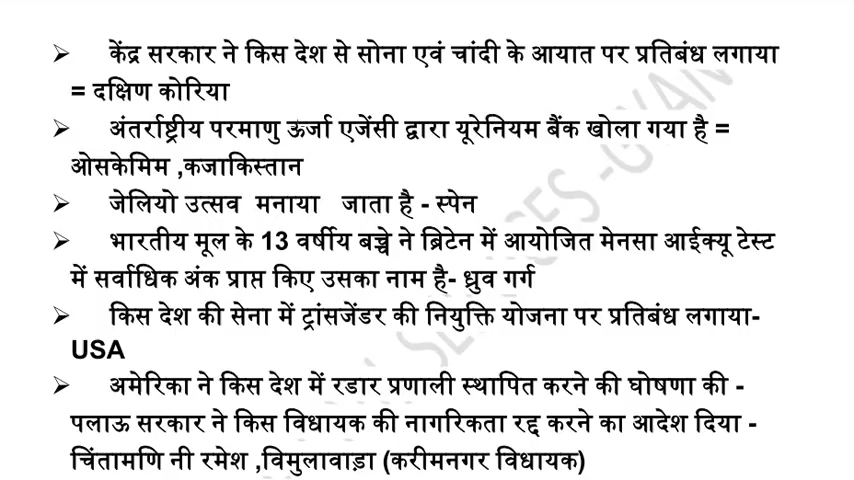 ➢ केंद्र सरकार ने किस देश से सोना एवं चांदी के आयात पर प्रतिबंध लगाया
= दक्षिण कोरिया
➢ अंतर्राष्ट्रीय परमाणु ऊर्जा एजेंसी द्वारा यूरेनियम बैंक खोला गया है =
ओसकेमिम ,कजाकिस्तान
➢ जेलियो उत्सव मनाया जाता है - स्पेन
➢ भारतीय मूल के 13 वर्षीय बच्चे ने ब्रिटेन में आयोजित मेनसा आईक्यू टेस्ट
में सर्वाधिक अंक प्राप्त किए उसका नाम है- ध्रुव गर्ग
➢ किस देश की सेना में ट्रांसजेंडर की नियुक्ति योजना पर प्रतिबंध लगाया-
USA
➢ अमेरिका ने किस देश में रडार प्रणाली स्थापित करने की घोषणा की -
पलाऊ सरकार ने किस विधायक की नागरिकता रद्द करने का आदेश दिया -
चिंतामणि नी रमेश ,विमुलावाड़ा (करीमनगर विधायक)